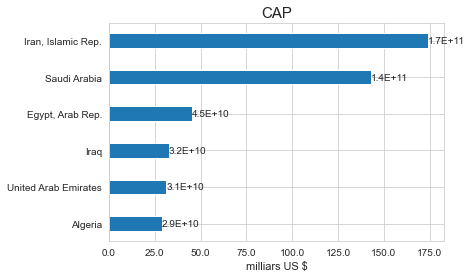 CAP
Iran, Islamic Rep.
1.7E+11
Saudi Arabia
1.4E+11
Egypt, Arab Rep.
4.5E+10
Iraq
3.2E+10
United Arab Emirates
3.1E+10
Algeria
2.9E+10
0.0 25.0 50.0 75.0 100.0 125.0 150.0 175.0
milliars US $